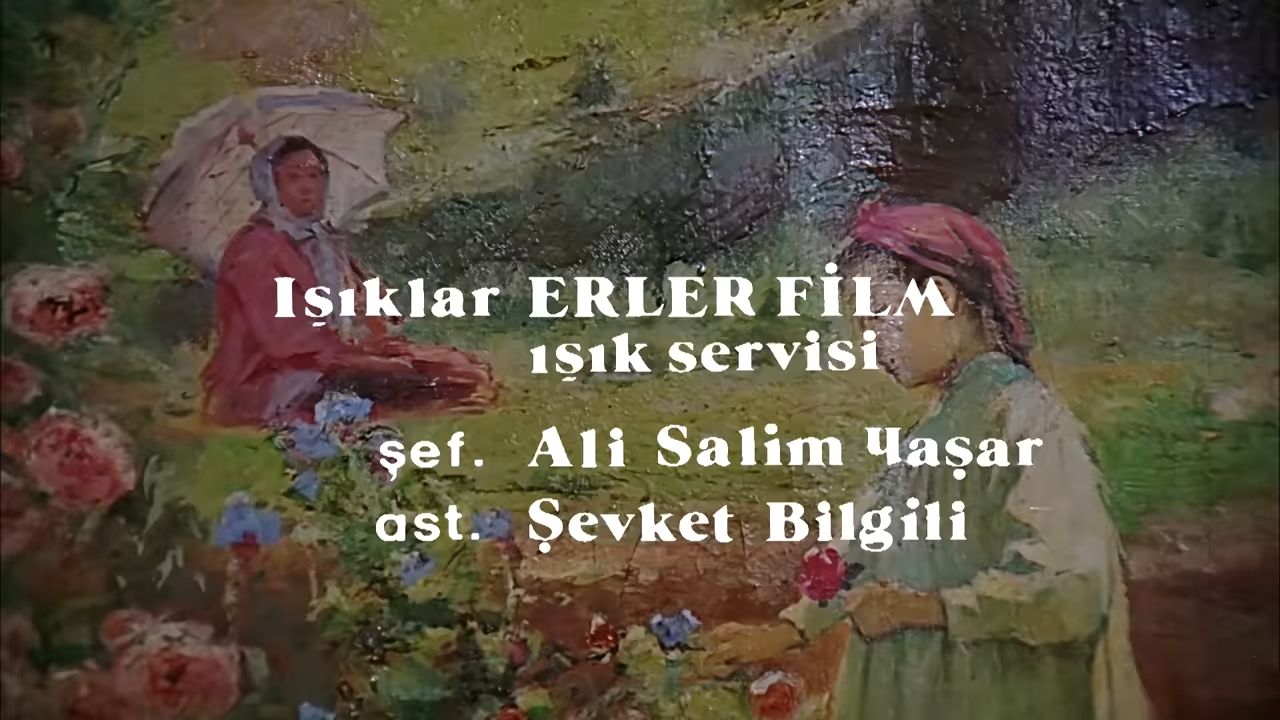 Işıklar ERLER FİLM
ışık servisi
şef. Ali Salim Yaşar
ast. Şevket Bilgili